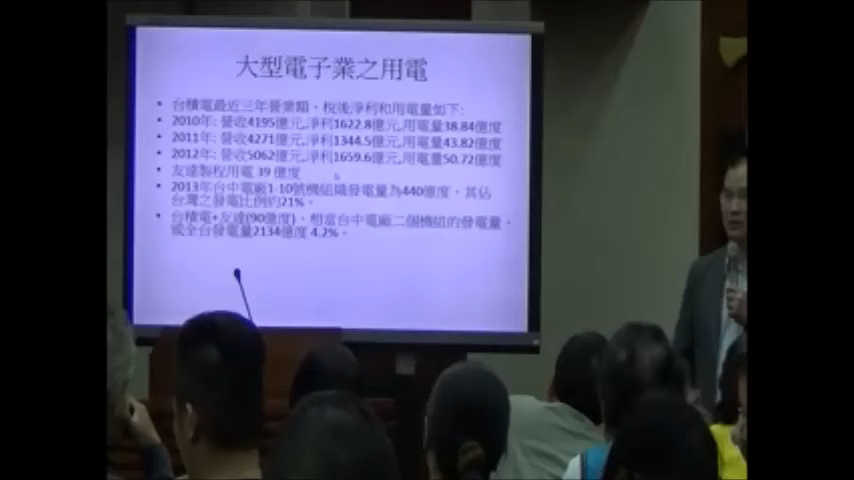 大型電子業之用電
• 台積電最近三年營業額、稅後淨利和用電量如下:
• 2010年: 營收4195億元,淨利1622.8億元,用電量38.84億度
• 2011年: 營收4271億元,淨利1344.5億元,用電量43.82億度
• 2012年: 營收5062億元,淨利1659.6億元,用電量50.72億度
• 友達製程用電 39 億度
• 2013年台中電廠1-10號機組織發電量為440億度，其佔
台灣之發電比例約21%。
• 台積電+友達(90億度)，相當台中電廠二個機組的發電量，
或全台發電量2134億度 4.2%。